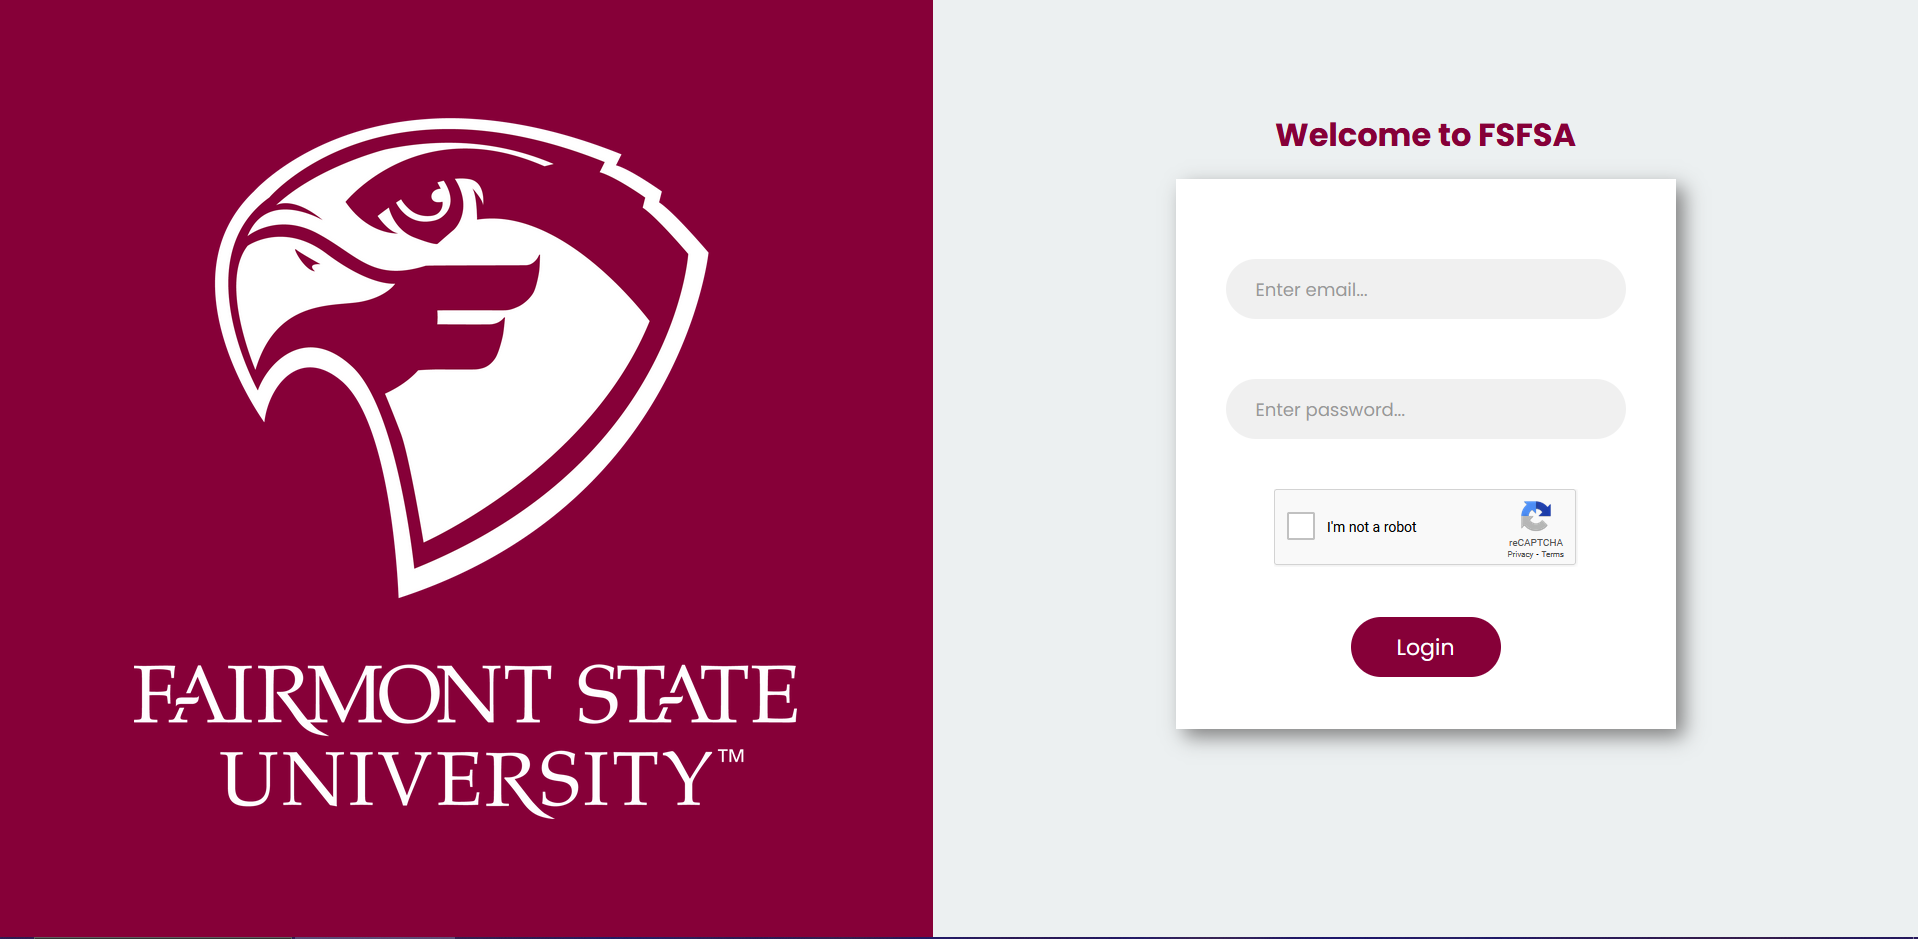 FAIRMONT STATE
UNIVERSITY™
Welcome to FSFSA
Enter email...
Enter password...
I'm not a robot
reCAPTCHA
Privacy - Terms
Login